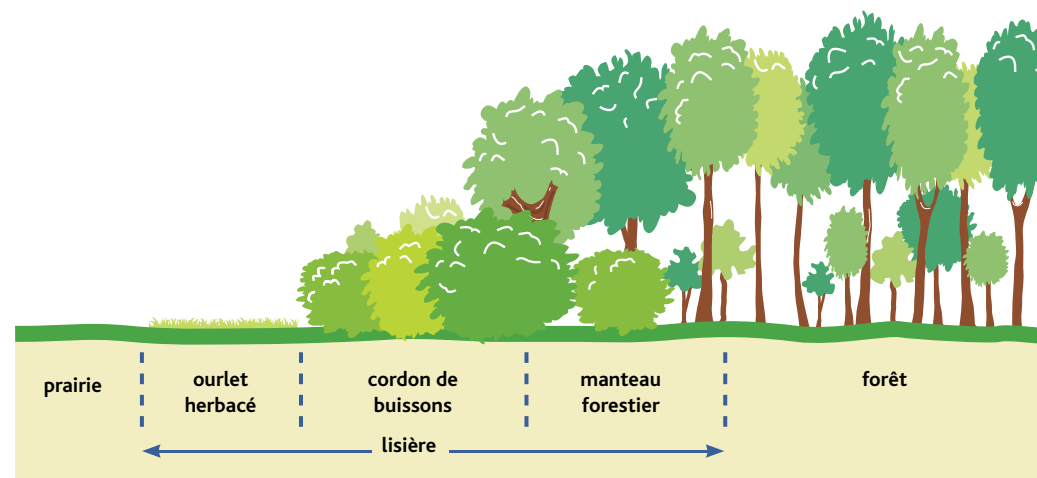 prairie
ourlet
herbacé
cordon de
buissons
manteau
forestier
forêt
lisière